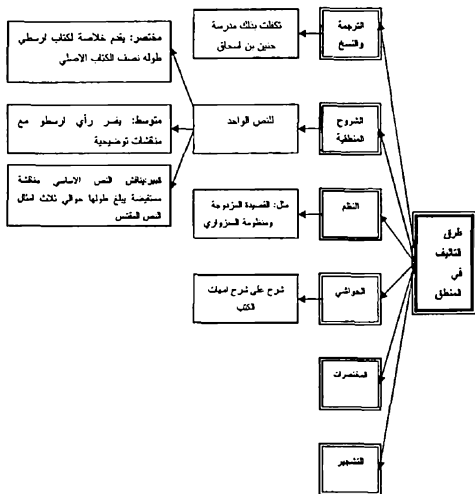 طرق
التأليف
في
المنطق
الترجمة
والنسخ
تكفلت بذلك مدرسة
حنين بن اسحاق
الشروح
المنطقية
للنص الواحد
مختصر: يقدم خلاصة لكتاب ارسطي
طوله نصف الكتاب الاصلي
متوسط: يفسر رأي ارسطو مع
مناقشات توضيحية
كبير:يناقش النص الاساسي مناقشة
مستفيضة يبلغ طولها حوالي ثلاث امثال
النص المقتبس
النظم
مثل: القصيدة المزدوجة
ومنظومة السبزواري
الحواشي
شرح على شرح امهات
الكتب
المختصرات
التشجير